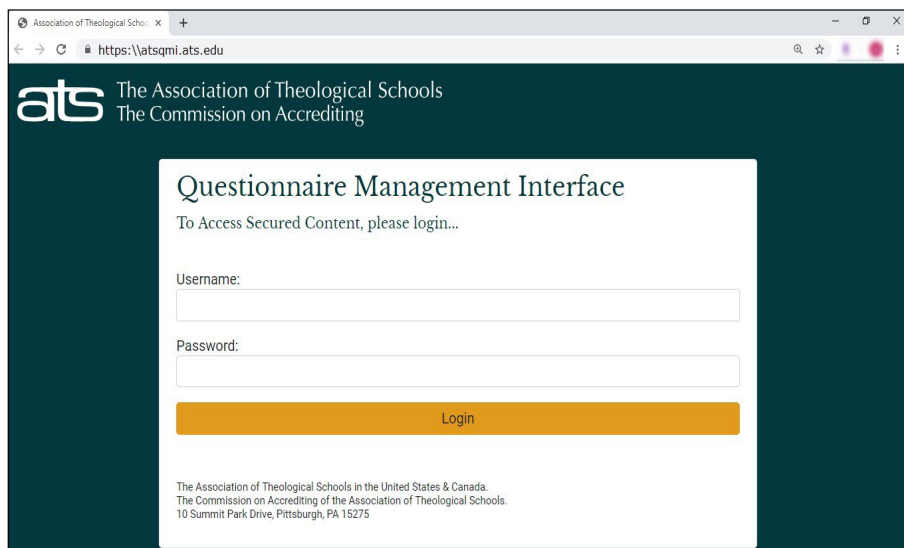 Association of Theological Schoo
https:\\atsqmi.ats.edu
ats
The Association of Theological Schools
The Commission on Accrediting
Questionnaire Management Interface
To Access Secured Content, please login...
Username:
Password:
Login
The Association of Theological Schools in the United States & Canada.
The Commission on Accrediting of the Association of Theological Schools.
10 Summit Park Drive, Pittsburgh, PA 15275